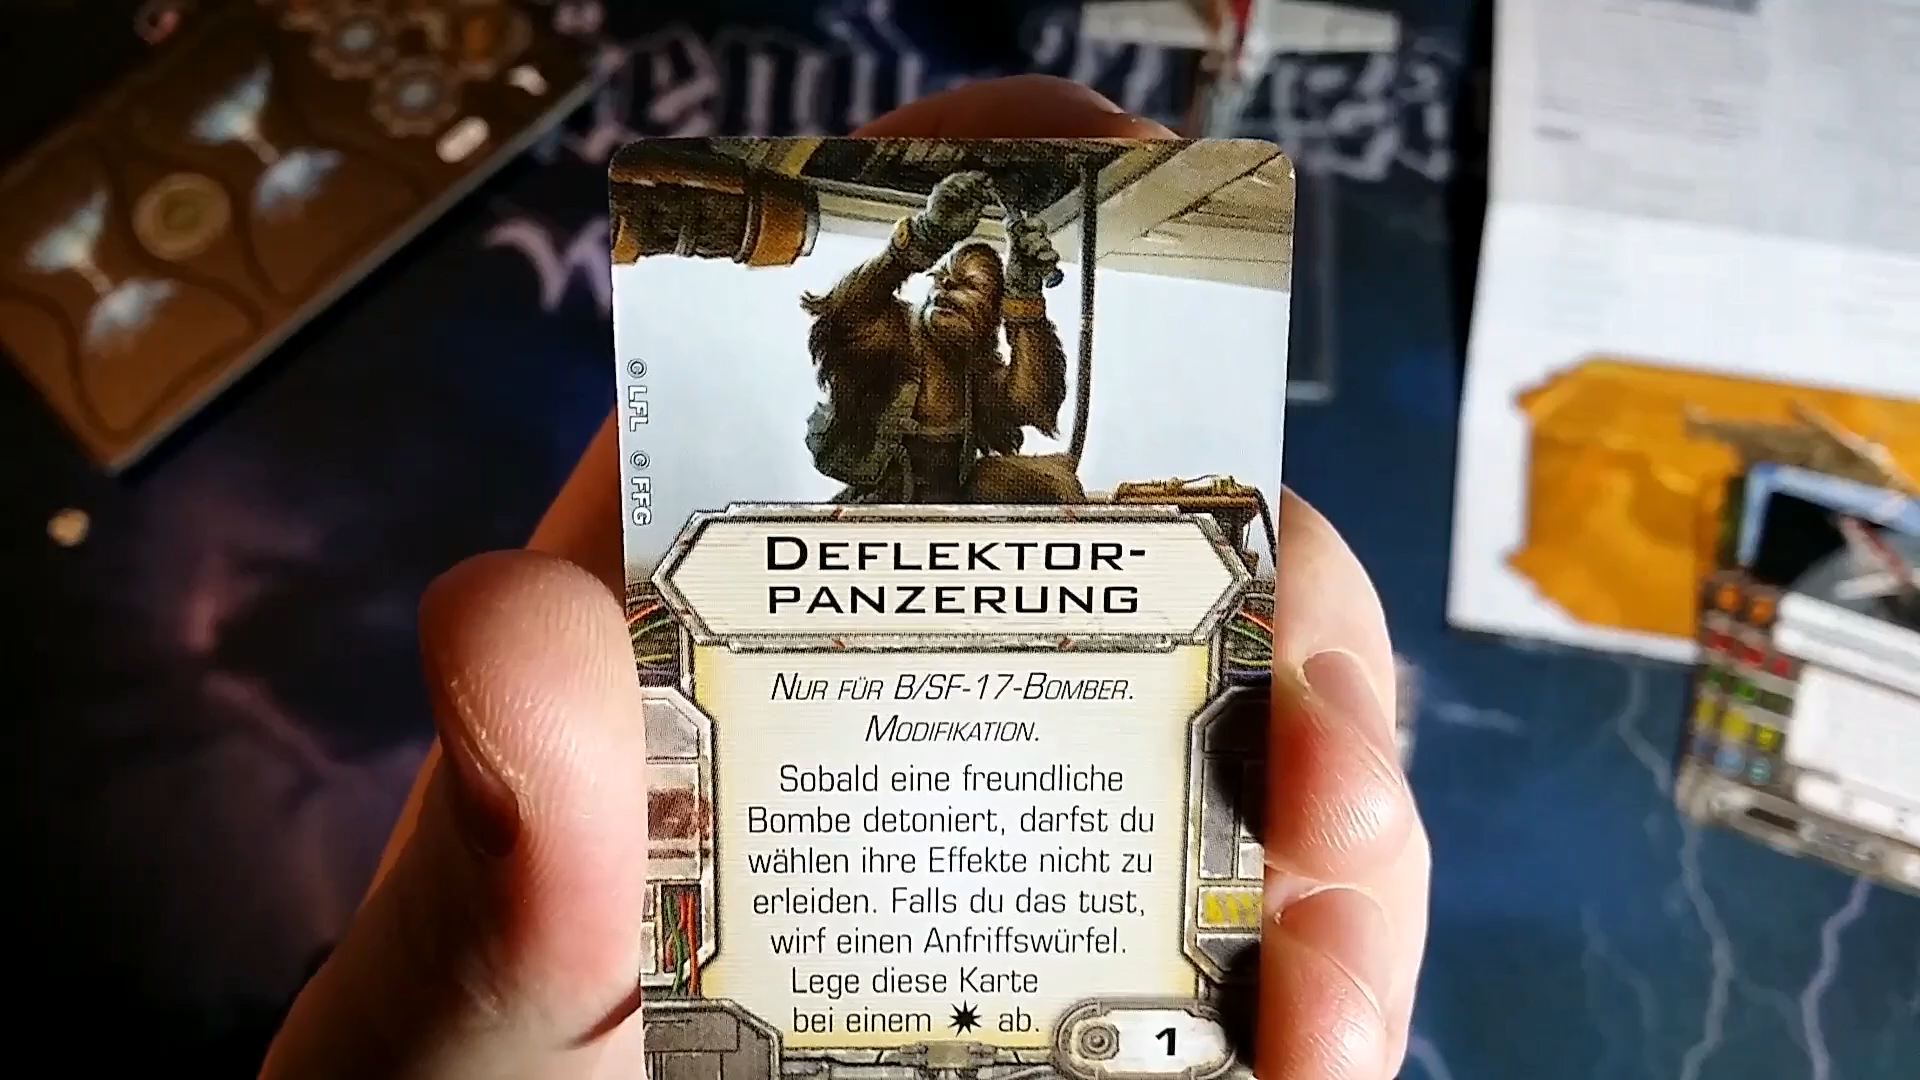 © LFL © FFG
DEFLEKTOR-
PANZERUNG
NUR FÜR B/SF-17-BOMBER.
MODIFIKATION.
Sobald eine freundliche
Bombe detoniert, darfst du
wählen ihre Effekte nicht zu
erleiden. Falls du das tust,
wirf einen Anfriffswürfel.
Lege diese Karte
bei einem ab.
1